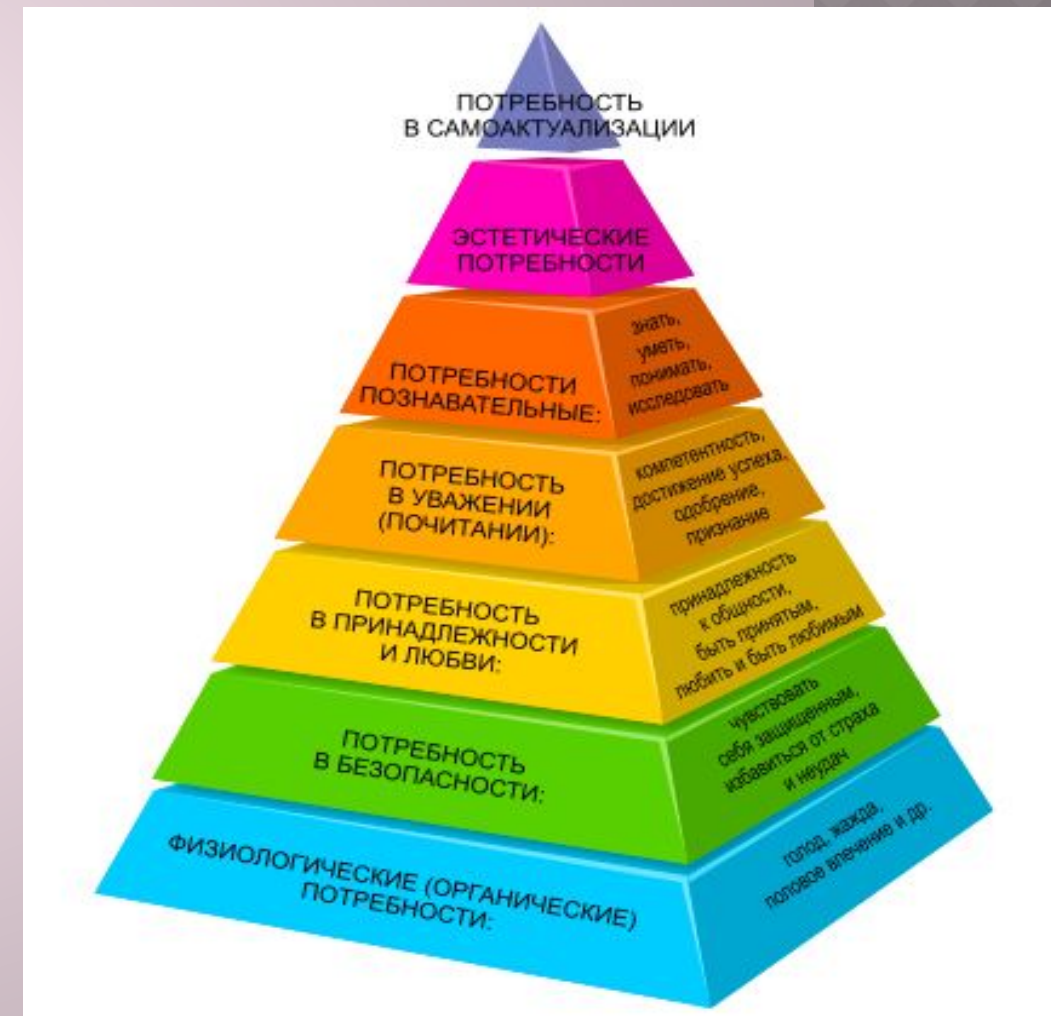 ПОТРЕБНОСТЬ
В САМОАКТУАЛИЗАЦИИ
ЭСТЕТИЧЕСКИЕ
ПОТРЕБНОСТИ
ПОТРЕБНОСТИ
ПОЗНАВАТЕЛЬНЫЕ:
знать,
уметь,
понимать,
исследовать
ПОТРЕБНОСТЬ
В УВАЖЕНИИ
(ПОЧИТАНИИ):
компетентность,
достижение успеха,
одобрение,
признание
ПОТРЕБНОСТЬ
В ПРИНАДЛЕЖНОСТИ
И ЛЮБВИ:
принадлежность
к общности,
быть принятым,
любить и быть любимым
ПОТРЕБНОСТЬ
В БЕЗОПАСНОСТИ:
чувствовать
себя защищенным,
избавиться от страха
и неудач
ФИЗИОЛОГИЧЕСКИЕ (ОРГАНИЧЕСКИЕ)
ПОТРЕБНОСТИ:
голод, жажда,
половое влечение и др.